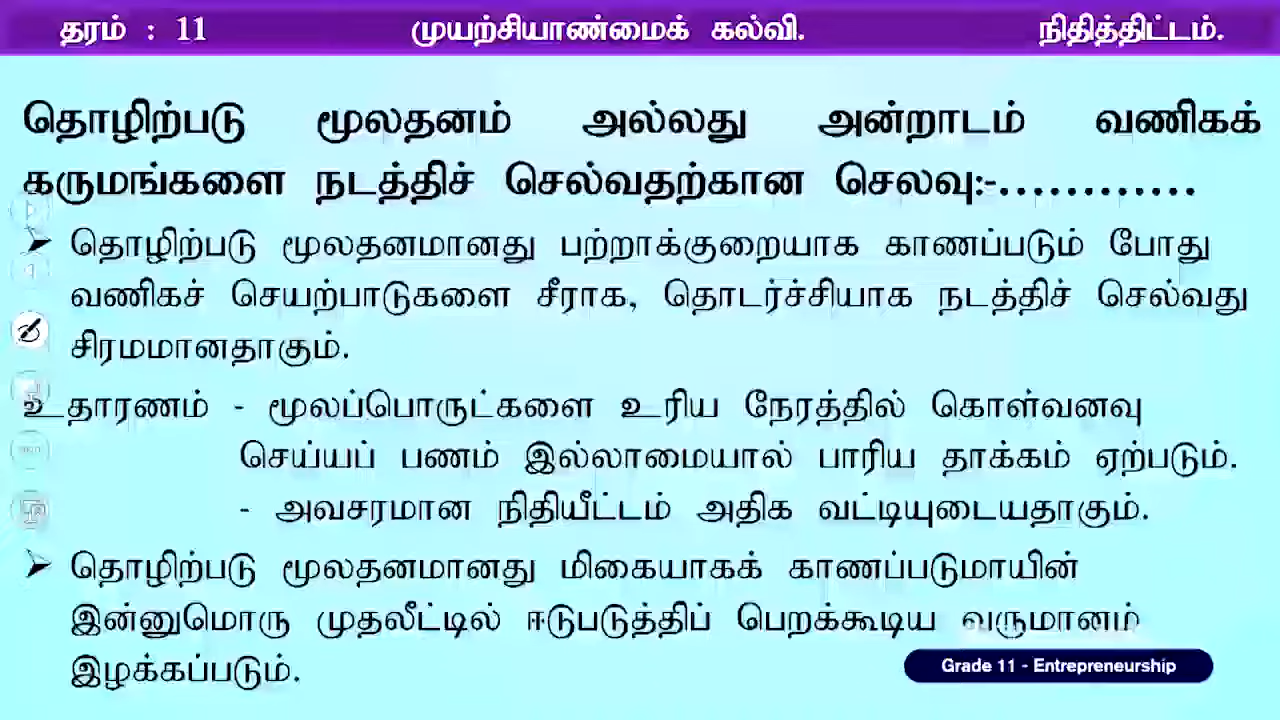 தரம் : 11 முயற்சியாண்மைக் கல்வி. நிதித்திட்டம்.
தொழிற்படு மூலதனம் அல்லது அன்றாடம் வணிகக்
கருமங்களை நடத்திச் செல்வதற்கான செலவு:-............
➤ தொழிற்படு மூலதனமானது பற்றாக்குறையாக காணப்படும் போது
வணிகச் செயற்பாடுகளை சீராக, தொடர்ச்சியாக நடத்திச் செல்வது
சிரமமானதாகும்.
உதாரணம் - மூலப்பொருட்களை உரிய நேரத்தில் கொள்வனவு
செய்யப் பணம் இல்லாமையால் பாரிய தாக்கம் ஏற்படும்.
- அவசரமான நிதியீட்டம் அதிக வட்டியுடையதாகும்.
➤ தொழிற்படு மூலதனமானது மிகையாகக் காணப்படுமாயின்
இன்னுமொரு முதலீட்டில் ஈடுபடுத்திப் பெறக்கூடிய வருமானம்
இழக்கப்படும்.
Grade 11 - Entrepreneurship